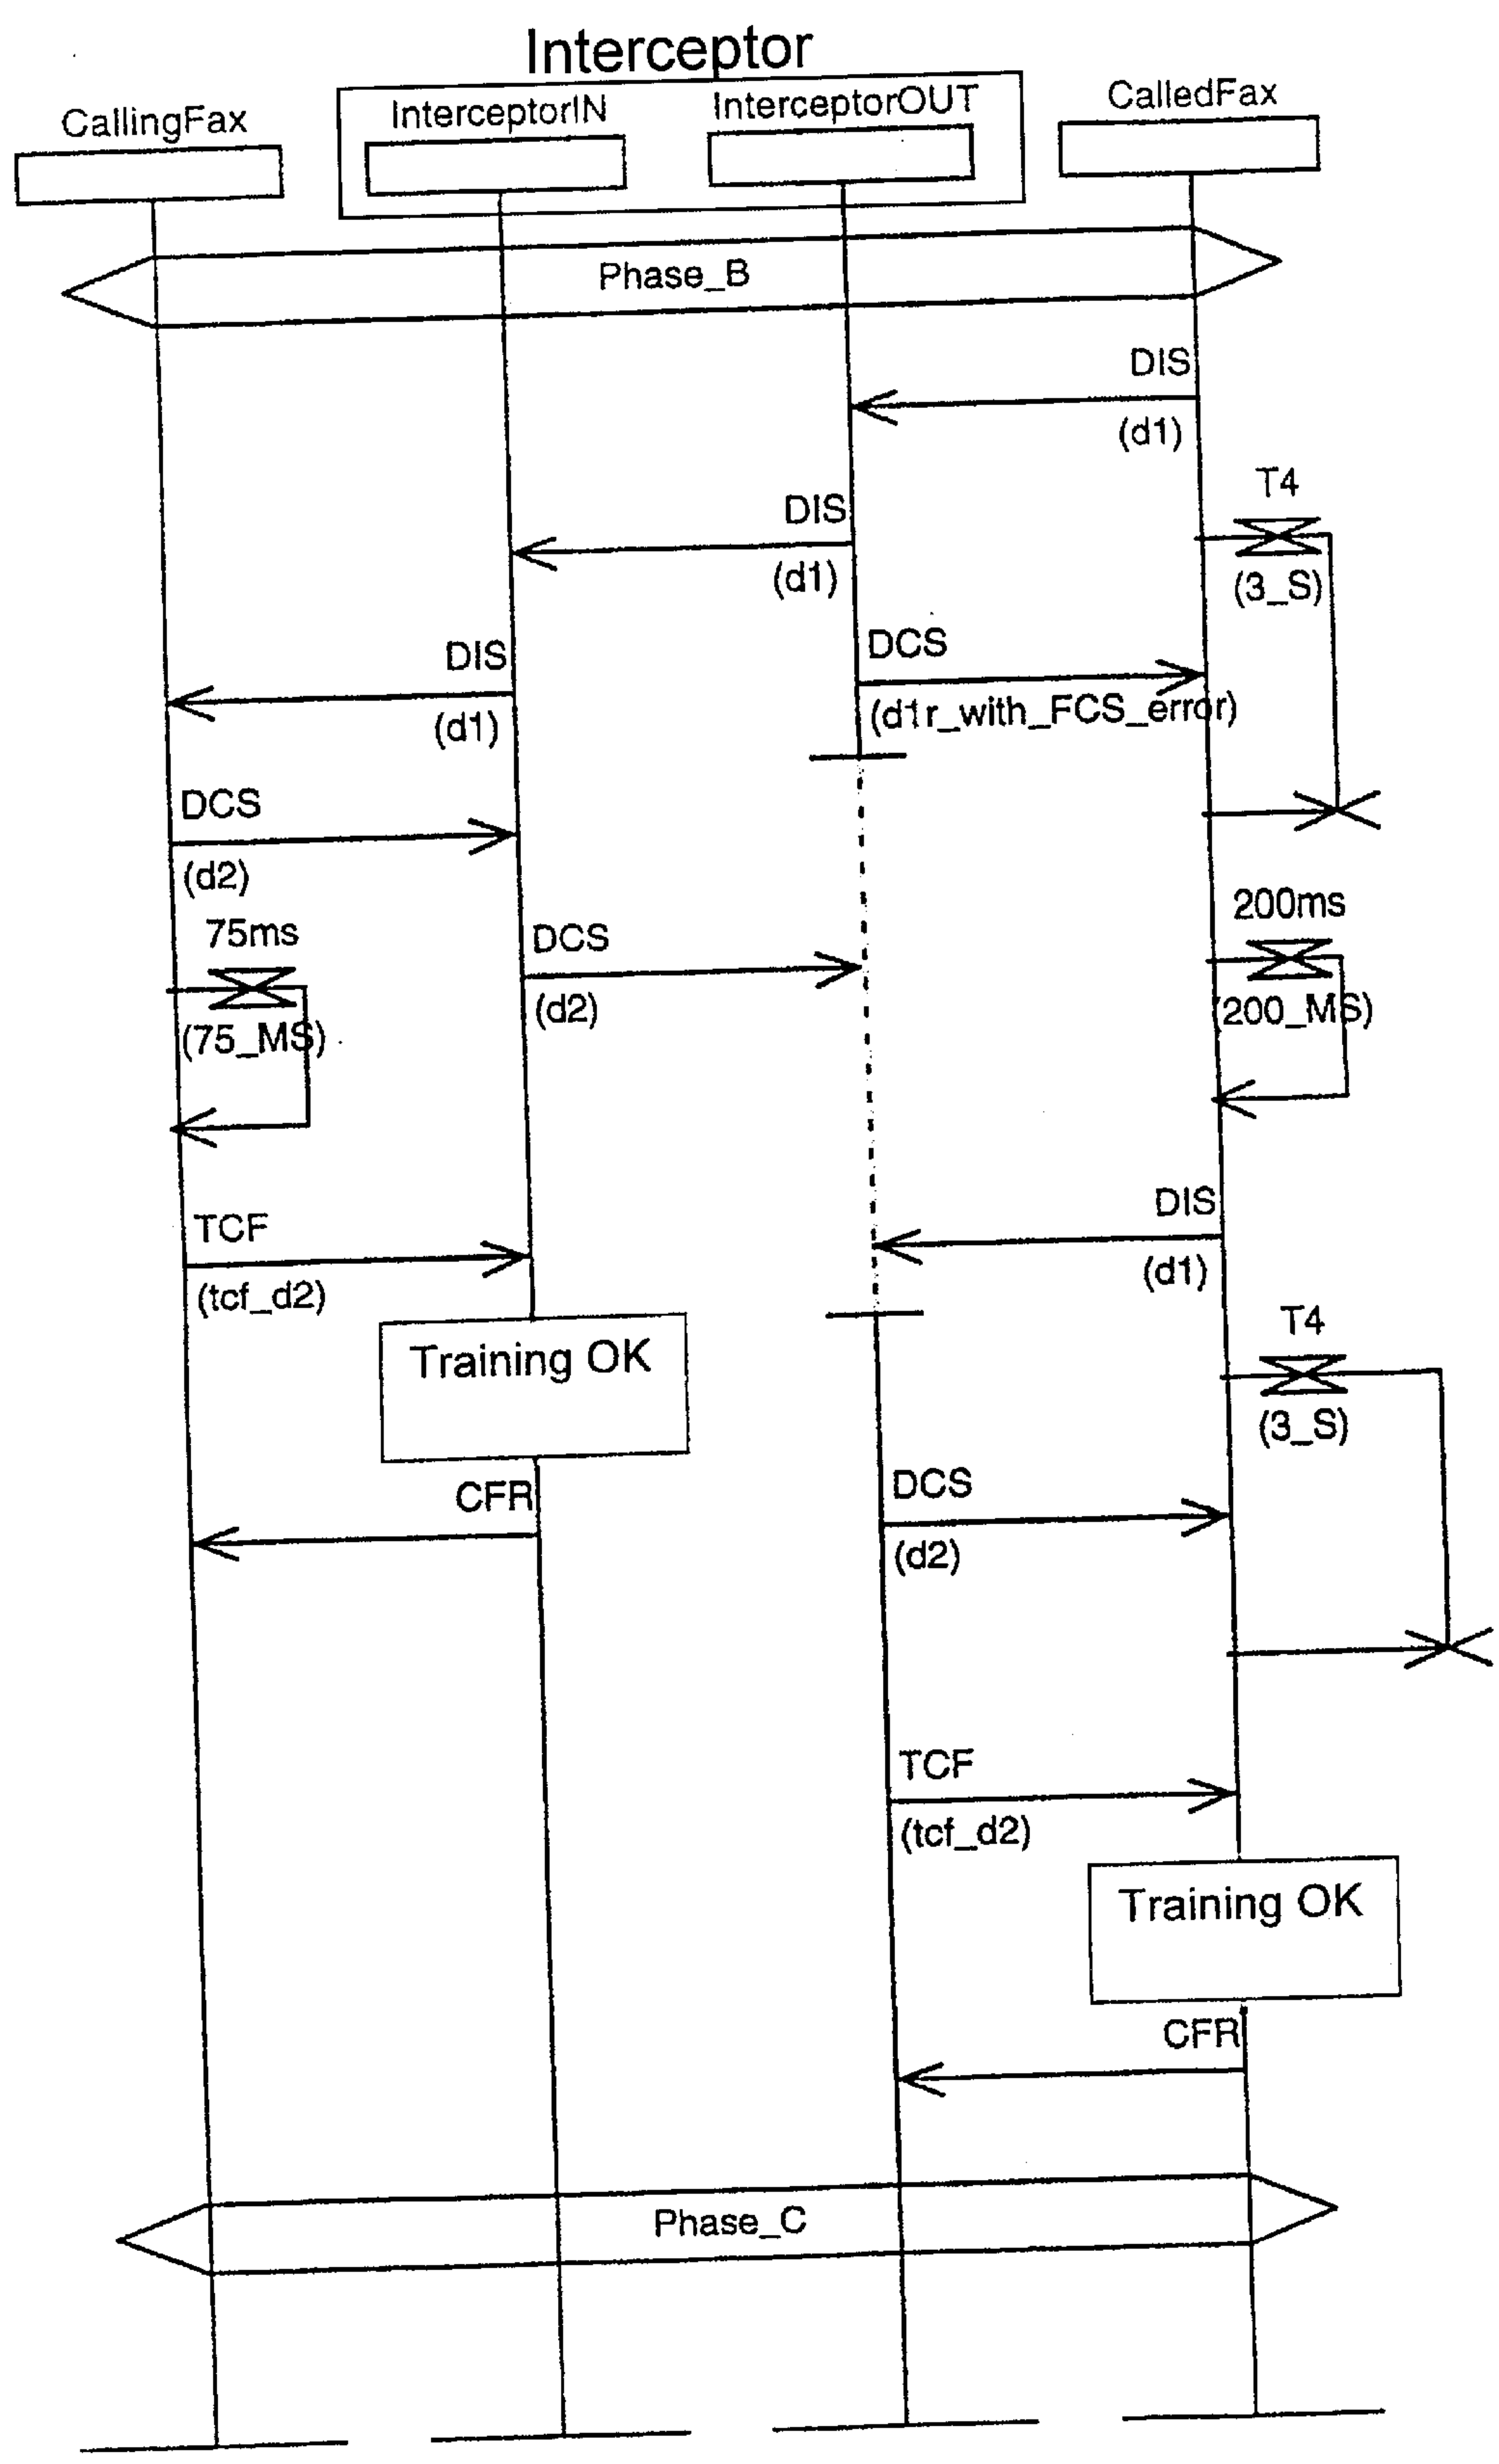 Interceptor
CallingFax
InterceptorIN
InterceptorOUT
CalledFax
Phase_B
DIS
(d1)
T4
(3_S)
DIS
(d1)
DCS
(d1r_with_FCS_error)
DIS
(d1)
DCS
(d2)
75ms
(75_MS)
DCS
(d2)
200ms
(200_MS)
DIS
(d1)
TCF
(tcf_d2)
T4
(3_S)
Training OK
CFR
DCS
(d2)
TCF
(tcf_d2)
Training OK
CFR
Phase_C